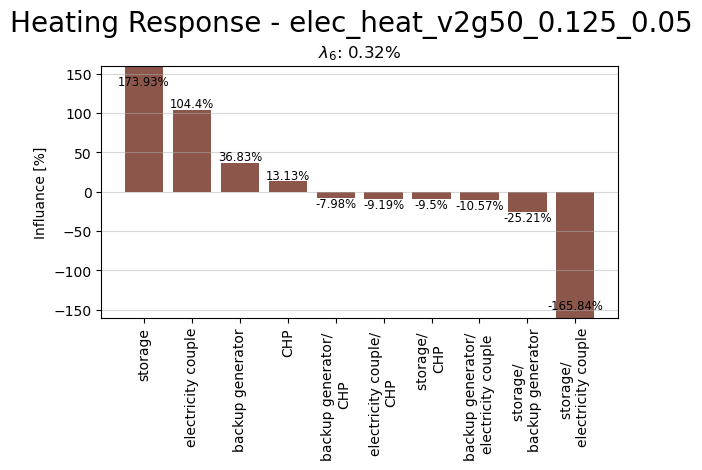 Heating Response - elec_heat_v2g50_0.125_0.05
λ6: 0.32%
Influance [%]
150
100
50
0
−50
−100
−150
173.93%
104.4%
36.83%
13.13%
-7.98%
-9.19%
-9.5%
-10.57%
-25.21%
-165.84%
storage
electricity couple
backup generator
CHP
backup generator/
CHP
electricity couple/
CHP
storage/
CHP
backup generator/
electricity couple
storage/
backup generator
storage/
electricity couple